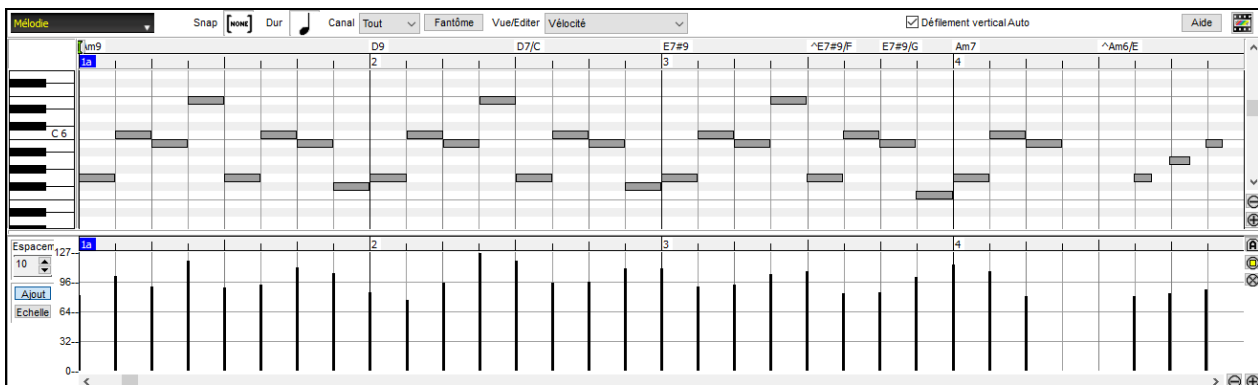 Mélodie Snap [NONE] Dur Canal Tout Fantôme Vue/Editer Vélocité Défilement vertical Auto Aide
Am9 D9 D7/C E7#9 ^E7#9/F E7#9/G Am7 ^Am6/E
1a 2 3 4
C 6
Espacem 1a 2 3 4
127
10
96
Ajout
64
Echelle
32
0